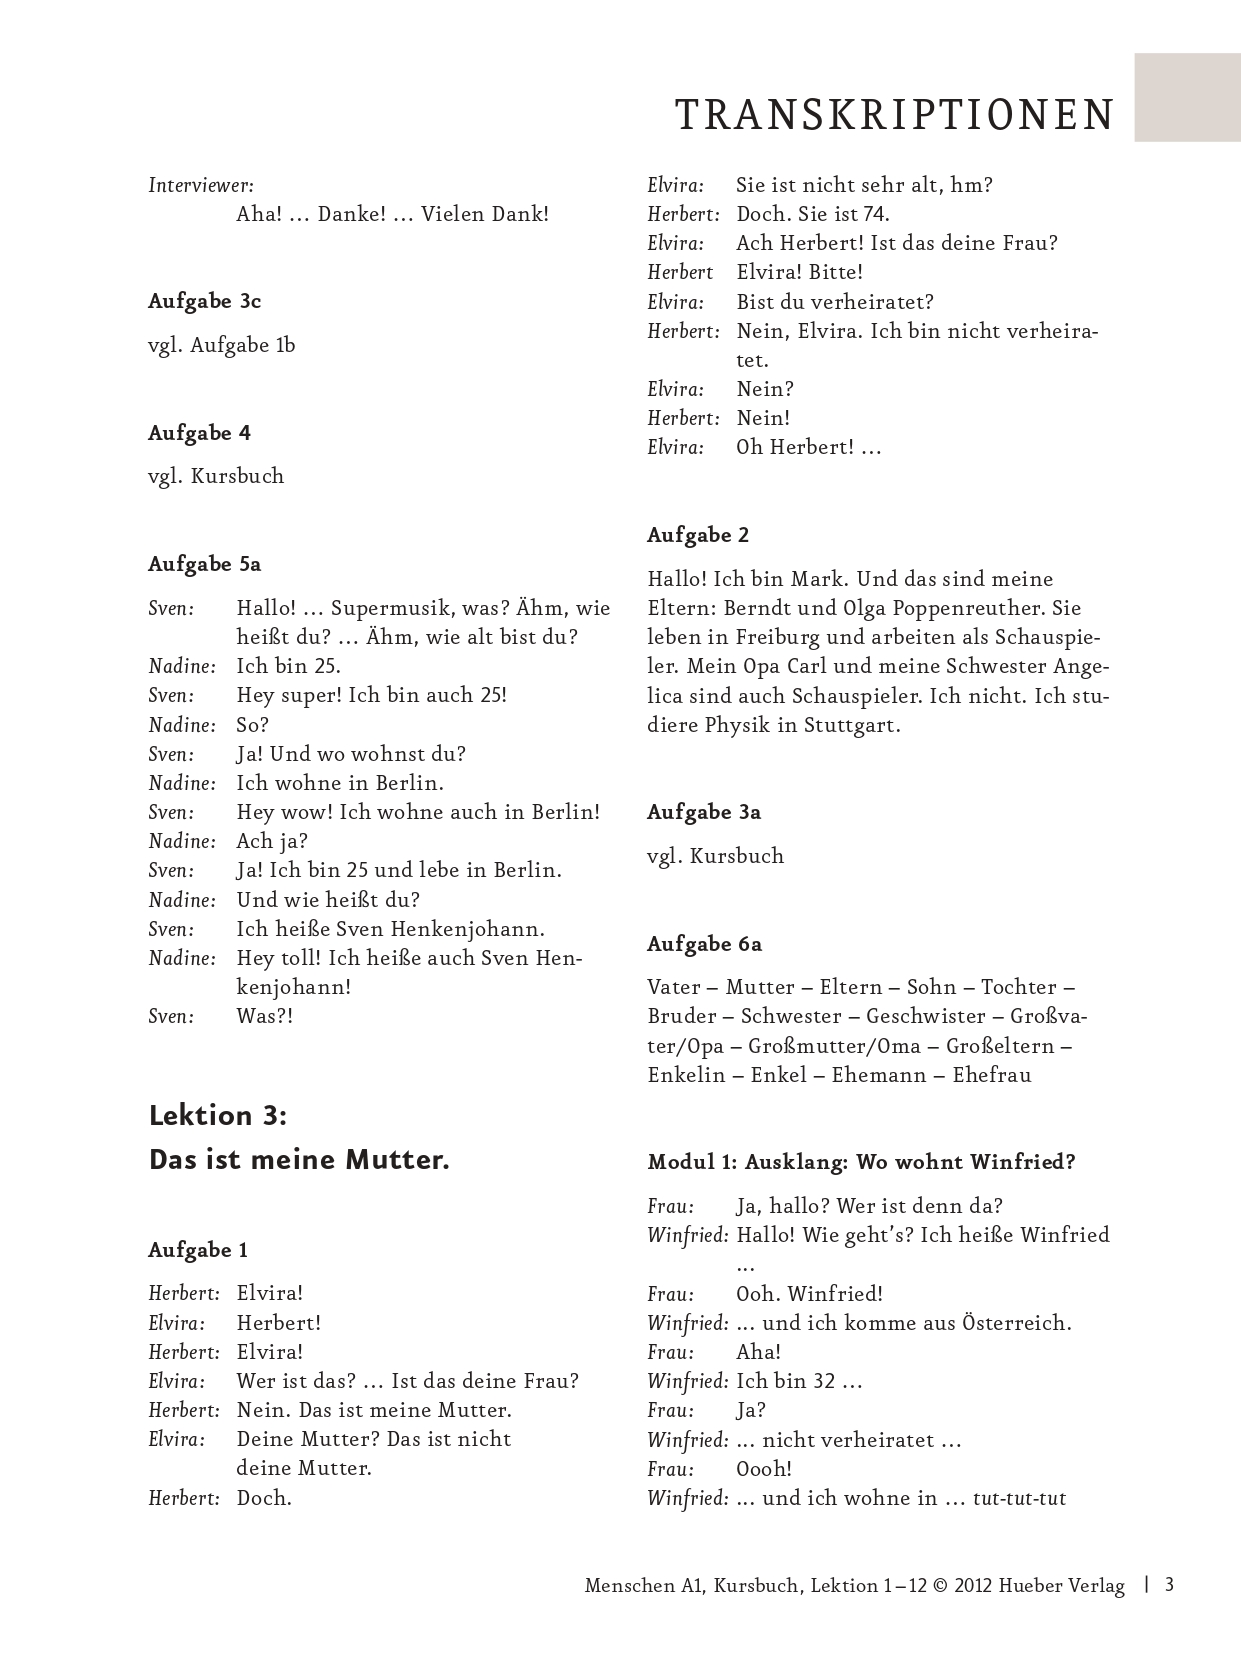 TRANSKRIPTIONEN
Interviewer:
Aha! … Danke! … Vielen Dank!
Aufgabe 3c
vgl. Aufgabe 1b
Aufgabe 4
vgl. Kursbuch
Aufgabe 5a
Sven: Hallo! … Supermusik, was? Ähm, wie
heißt du? … Ähm, wie alt bist du?
Nadine: Ich bin 25.
Sven: Hey super! Ich bin auch 25!
Nadine: So?
Sven: Ja! Und wo wohnst du?
Nadine: Ich wohne in Berlin.
Sven: Hey wow! Ich wohne auch in Berlin!
Nadine: Ach ja?
Sven: Ja! Ich bin 25 und lebe in Berlin.
Nadine: Und wie heißt du?
Sven: Ich heiße Sven Henkenjohann.
Nadine: Hey toll! Ich heiße auch Sven Hen-
kenjohann!
Sven: Was?!
Lektion 3:
Das ist meine Mutter.
Aufgabe 1
Herbert: Elvira!
Elvira: Herbert!
Herbert: Elvira!
Elvira: Wer ist das? … Ist das deine Frau?
Herbert: Nein. Das ist meine Mutter.
Elvira: Deine Mutter? Das ist nicht
deine Mutter.
Herbert: Doch.
Elvira: Sie ist nicht sehr alt, hm?
Herbert: Doch. Sie ist 74.
Elvira: Ach Herbert! Ist das deine Frau?
Herbert Elvira! Bitte!
Elvira: Bist du verheiratet?
Herbert: Nein, Elvira. Ich bin nicht verheira-
tet.
Elvira: Nein?
Herbert: Nein!
Elvira: Oh Herbert! …
Aufgabe 2
Hallo! Ich bin Mark. Und das sind meine
Eltern: Berndt und Olga Poppenreuther. Sie
leben in Freiburg und arbeiten als Schauspie-
ler. Mein Opa Carl und meine Schwester Ange-
lica sind auch Schauspieler. Ich nicht. Ich stu-
diere Physik in Stuttgart.
Aufgabe 3a
vgl. Kursbuch
Aufgabe 6a
Vater – Mutter – Eltern – Sohn – Tochter –
Bruder – Schwester – Geschwister – Großva-
ter/Opa – Großmutter/Oma – Großeltern –
Enkelin – Enkel – Ehemann – Ehefrau
Modul 1: Ausklang: Wo wohnt Winfried?
Frau: Ja, hallo? Wer ist denn da?
Winfried: Hallo! Wie geht’s? Ich heiße Winfried
…
Frau: Ooh. Winfried!
Winfried: … und ich komme aus Österreich.
Frau: Aha!
Winfried: Ich bin 32 …
Frau: Ja?
Winfried: … nicht verheiratet …
Frau: Oooh!
Winfried: … und ich wohne in … tut-tut-tut
Menschen A1, Kursbuch, Lektion 1–12 © 2012 Hueber Verlag | 3